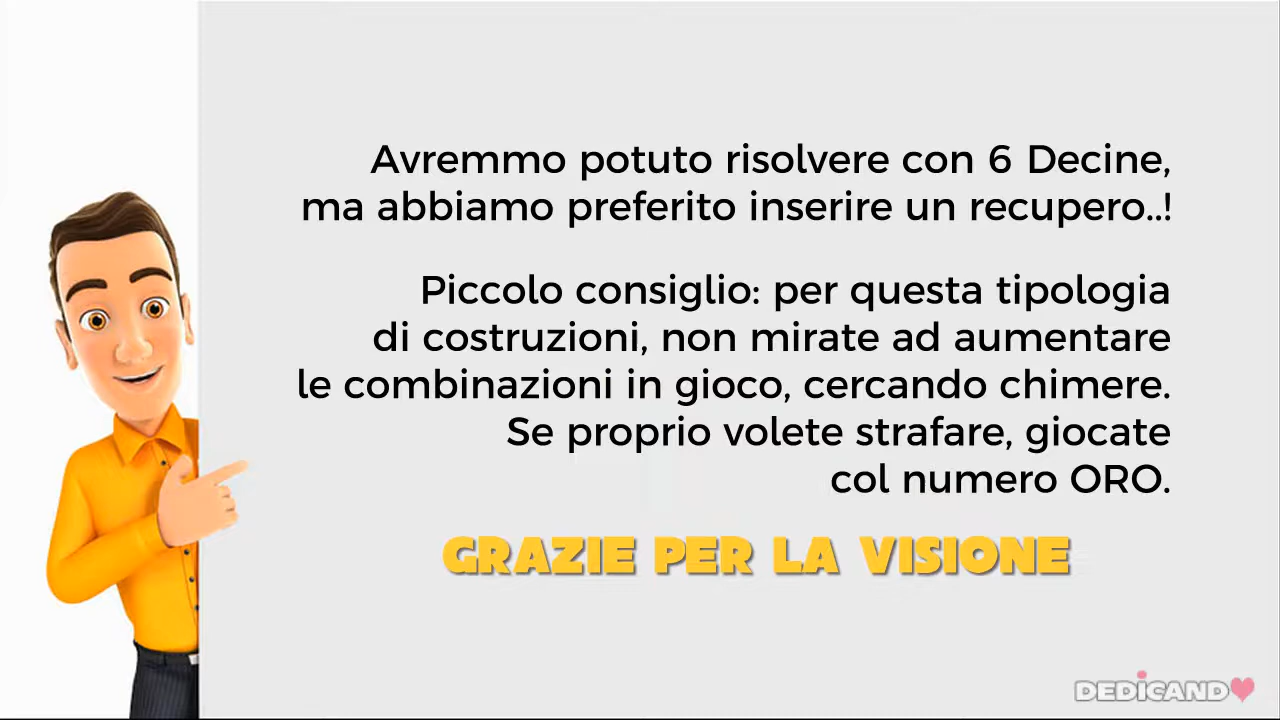 Avremmo potuto risolvere con 6 Decine,
ma abbiamo preferito inserire un recupero..!
Piccolo consiglio: per questa tipologia
di costruzioni, non mirate ad aumentare
le combinazioni in gioco, cercando chimere.
Se proprio volete strafare, giocate
col numero ORO.
GRAZIE PER LA VISIONE
DEDICAND